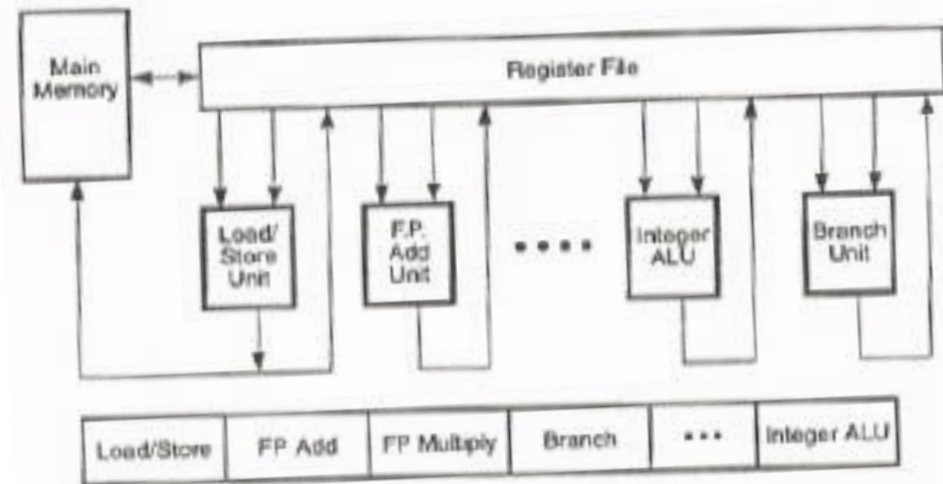 Main
Memory
Register File
Load/
Store
Unit
F.P.
Add
Unit
Integer
ALU
Branch
Unit
Load/Store
FP Add
FP Multiply
Branch
•••
Integer ALU